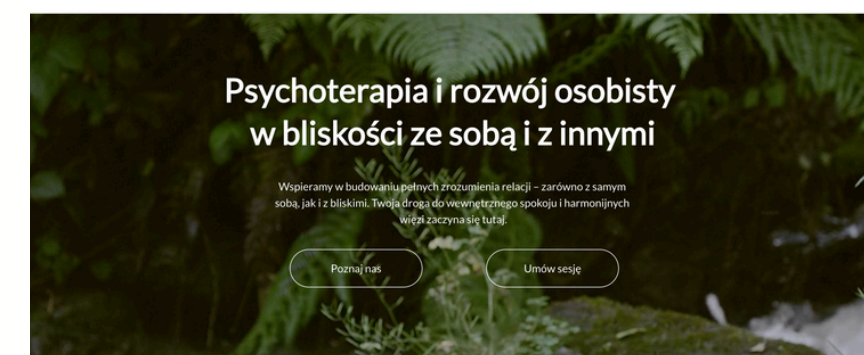 Psychoterapia i rozwój osobisty
w bliskości ze sobą i z innymi
Wspieramy w budowaniu pełnych zrozumienia relacji – zarówno z samym
sobą, jak i z bliskimi. Twoja droga do wewnętrznego spokoju i harmonijnych
więzi zaczyna się tutaj.
Poznaj nas
Umów sesję